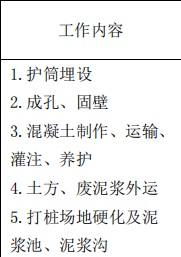 工作内容
1.护筒埋设
2.成孔、固壁
3.混凝土制作、运输、
灌注、养护
4.土方、废泥浆外运
5.打桩场地硬化及泥
浆池、泥浆沟